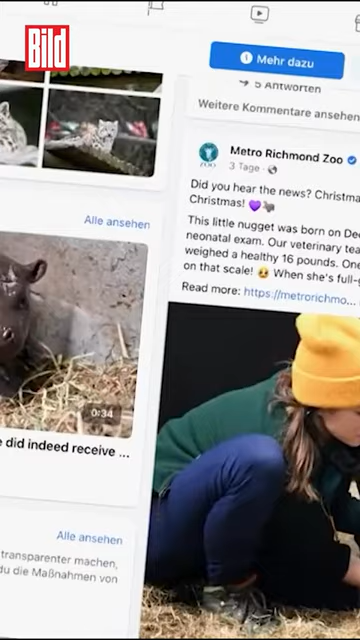 Bild
Mehr dazu
5 Antworten
Weitere Kommentare ansehen
Metro Richmond Zoo
3 Tage ·
Did you hear the news? Christma
Christmas! 💜🦛
Alle ansehen
This little nugget was born on De
neonatal exam. Our veterinary tea
weighed a healthy 16 pounds. One
on that scale! 🥹 When she's full-g
Read more: https://metrorichmo...
0:34
e did indeed receive ...
Alle ansehen
transparenter machen,
du die Maßnahmen von